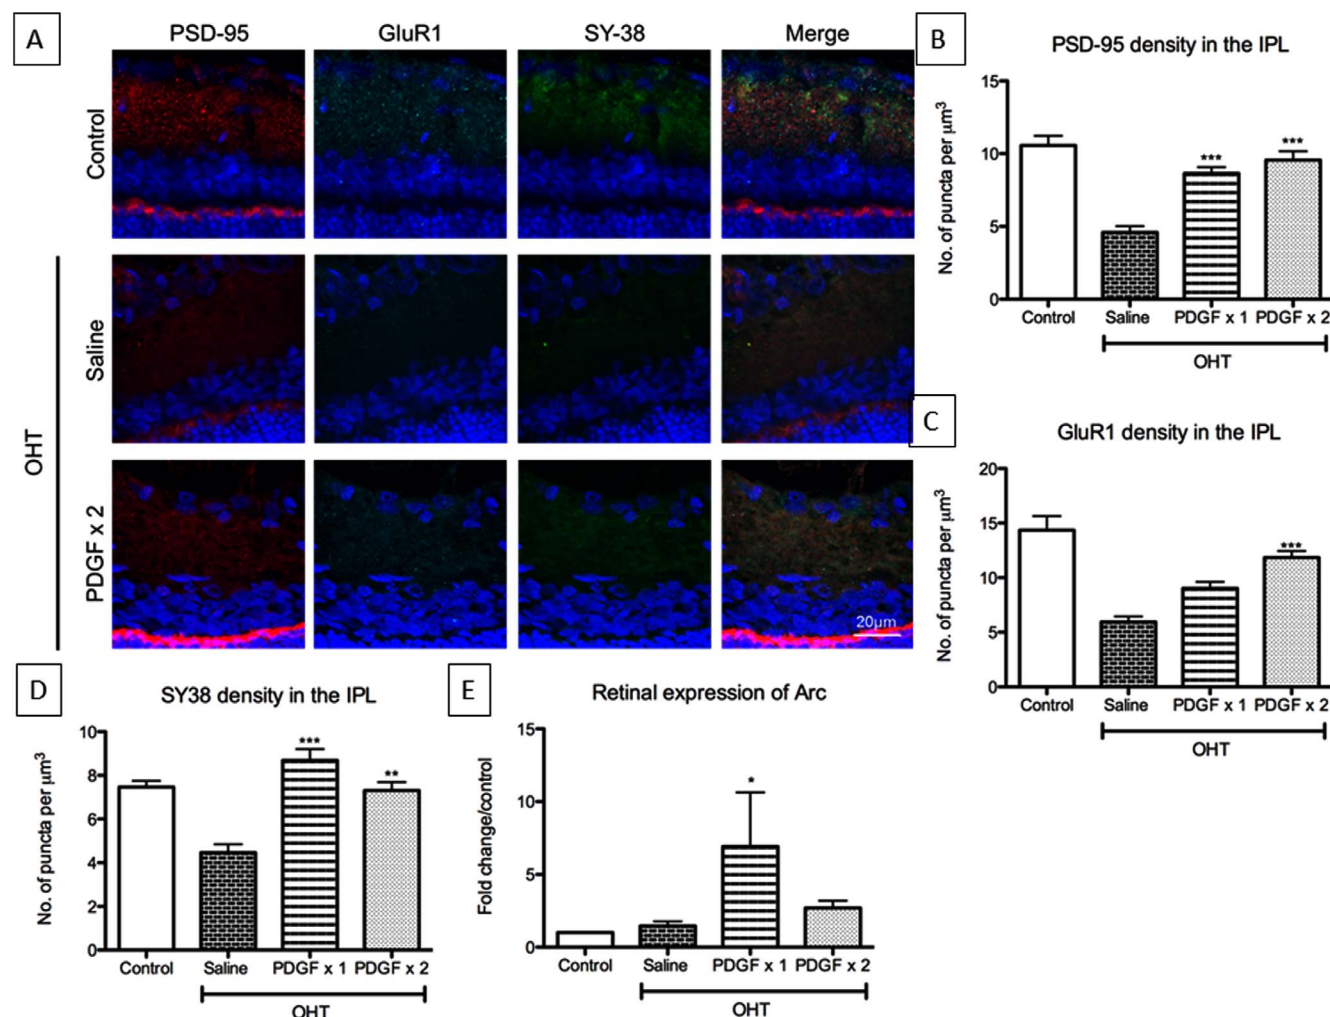 A
PSD-95 GluR1 SY-38 Merge
Control
OHT
Saline
PDGF x 2
20μm
B
PSD-95 density in the IPL
No. of puncta per μm³
15
10
5
0
***
***
Control Saline PDGF x 1 PDGF x 2
OHT
C
GluR1 density in the IPL
No. of puncta per μm³
20
15
10
5
0
***
Control Saline PDGF x 1 PDGF x 2
OHT
D
SY38 density in the IPL
No. of puncta per μm³
10
8
6
4
2
0
***
**
Control Saline PDGF x 1 PDGF x 2
OHT
E
Retinal expression of Arc
Fold change/control
15
10
5
0
*
Control Saline PDGF x 1 PDGF x 2
OHT